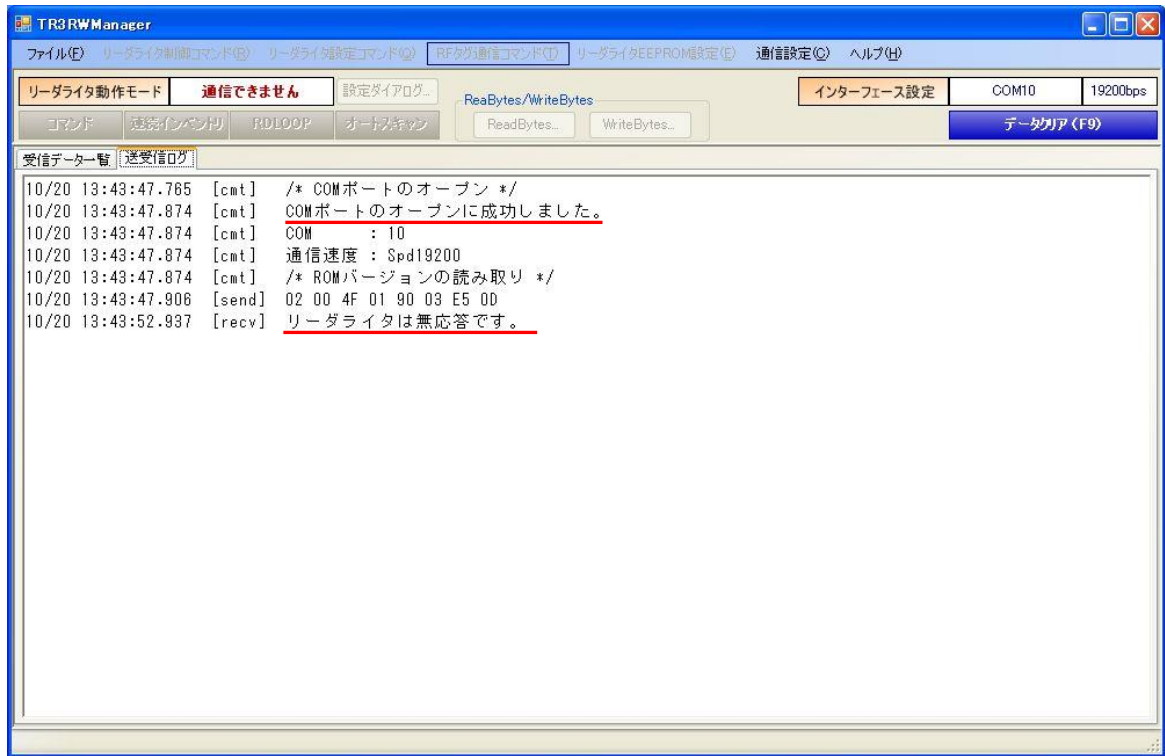 TR3RWManager
ファイル(F) リーダライタ制御コマンド(R) リーダライタ設定コマンド(Q) RFタグ通信コマンド(T) リーダライタEEPROM設定(E) 通信設定(C) ヘルプ(H)
リーダライタ動作モード 通信できません 設定ダイアログ... ReaBytes/WriteBytes インターフェース設定 COM10 19200bps
コマンド 連続インベントリ RDLOOP オートスキャン ReadBytes... WriteBytes... データクリア(F9)
受信データ一覧 送受信ログ
10/20 13:43:47.765 [cmt] /* COMポートのオープン */
10/20 13:43:47.874 [cmt] COMポートのオープンに成功しました。
10/20 13:43:47.874 [cmt] COM : 10
10/20 13:43:47.874 [cmt] 通信速度 : Spd19200
10/20 13:43:47.874 [cmt] /* ROMバージョンの読み取り */
10/20 13:43:47.906 [send] 02 00 4F 01 90 03 E5 0D
10/20 13:43:52.937 [recv] リーダライタは無応答です。